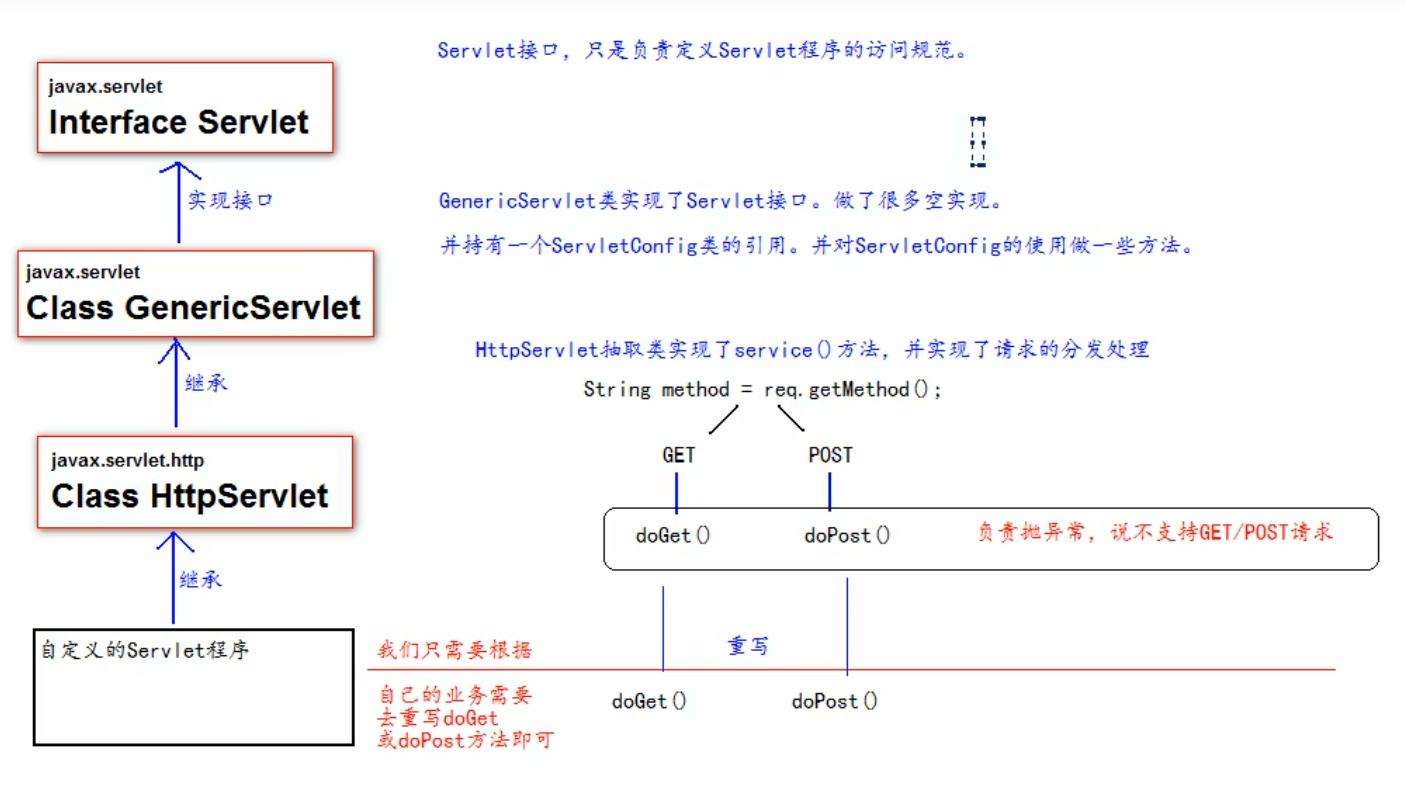 Servlet接口，只是负责定义Servlet程序的访问规范。
javax.servlet
Interface Servlet
实现接口
GenericServlet类实现了Servlet接口。做了很多空实现。
并持有一个ServletConfig类的引用。并对ServletConfig的使用做一些方法。
javax.servlet
Class GenericServlet
继承
HttpServlet抽取类实现了service()方法，并实现了请求的分发处理
String method = req.getMethod();
GET POST
javax.servlet.http
Class HttpServlet
doGet() doPost() 负责抛异常，说不支持GET/POST请求
继承
自定义的Servlet程序
我们只需要根据
重写
自己的业务需要
去重写doGet
或doPost方法即可
doGet() doPost()